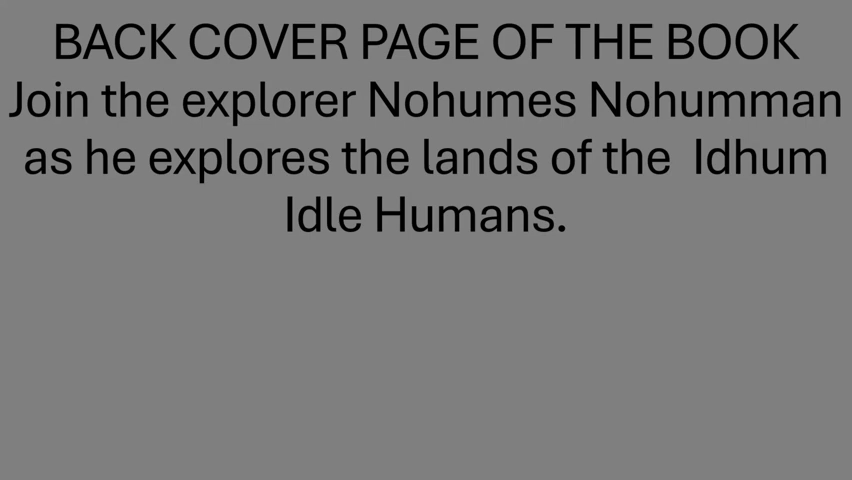 BACK COVER PAGE OF THE BOOK
Join the explorer Nohumes Nohumman
as he explores the lands of the  Idhum
Idle Humans.